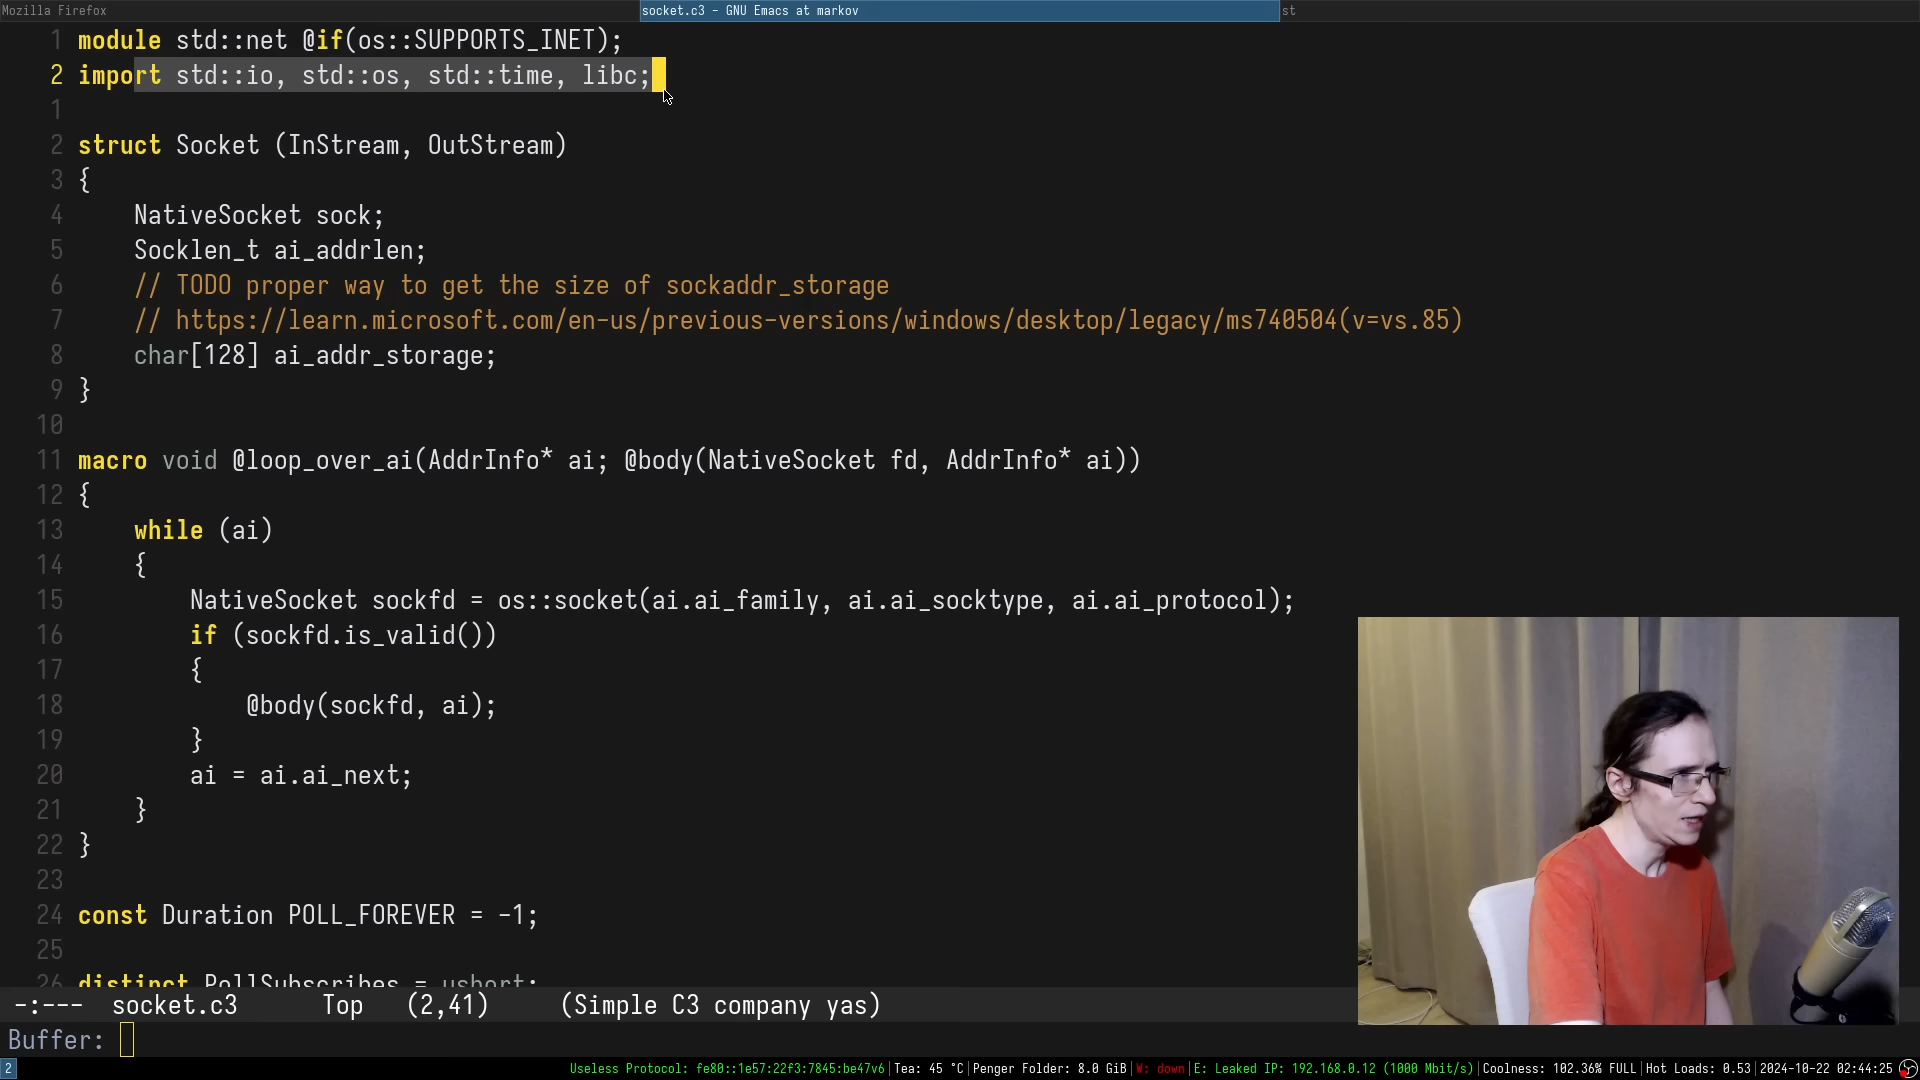 Mozilla Firefox
socket.c3 - GNU Emacs at markov
st
1 module std::net @if(os::SUPPORTS_INET);
2 import std::io, std::os, std::time, libc;
1
2 struct Socket (InStream, OutStream)
3 {
4 NativeSocket sock;
5 Socklen_t ai_addrlen;
6 // TODO proper way to get the size of sockaddr_storage
7 // https://learn.microsoft.com/en-us/previous-versions/windows/desktop/legacy/ms740504(v=vs.85)
8 char[128] ai_addr_storage;
9 }
10
11 macro void @loop_over_ai(AddrInfo* ai; @body(NativeSocket fd, AddrInfo* ai))
12 {
13 while (ai)
14 {
15 NativeSocket sockfd = os::socket(ai.ai_family, ai.ai_socktype, ai.ai_protocol);
16 if (sockfd.is_valid())
17 {
18 @body(sockfd, ai);
19 }
20 ai = ai.ai_next;
21 }
22 }
23
24 const Duration POLL_FOREVER = -1;
25
26 distinct PollSubscribes = ushort;
-:--- socket.c3 Top (2,41) (Simple C3 company yas)
Buffer:
2 Useless Protocol: fe80::1e57:22f3:7845:be47v6|Tea: 45 °C|Penger Folder: 8.0 GiB|W: down|E: Leaked IP: 192.168.0.12 (1000 Mbit/s)|Coolness: 102.36% FULL|Hot Loads: 0.53|2024-10-22 02:44:25